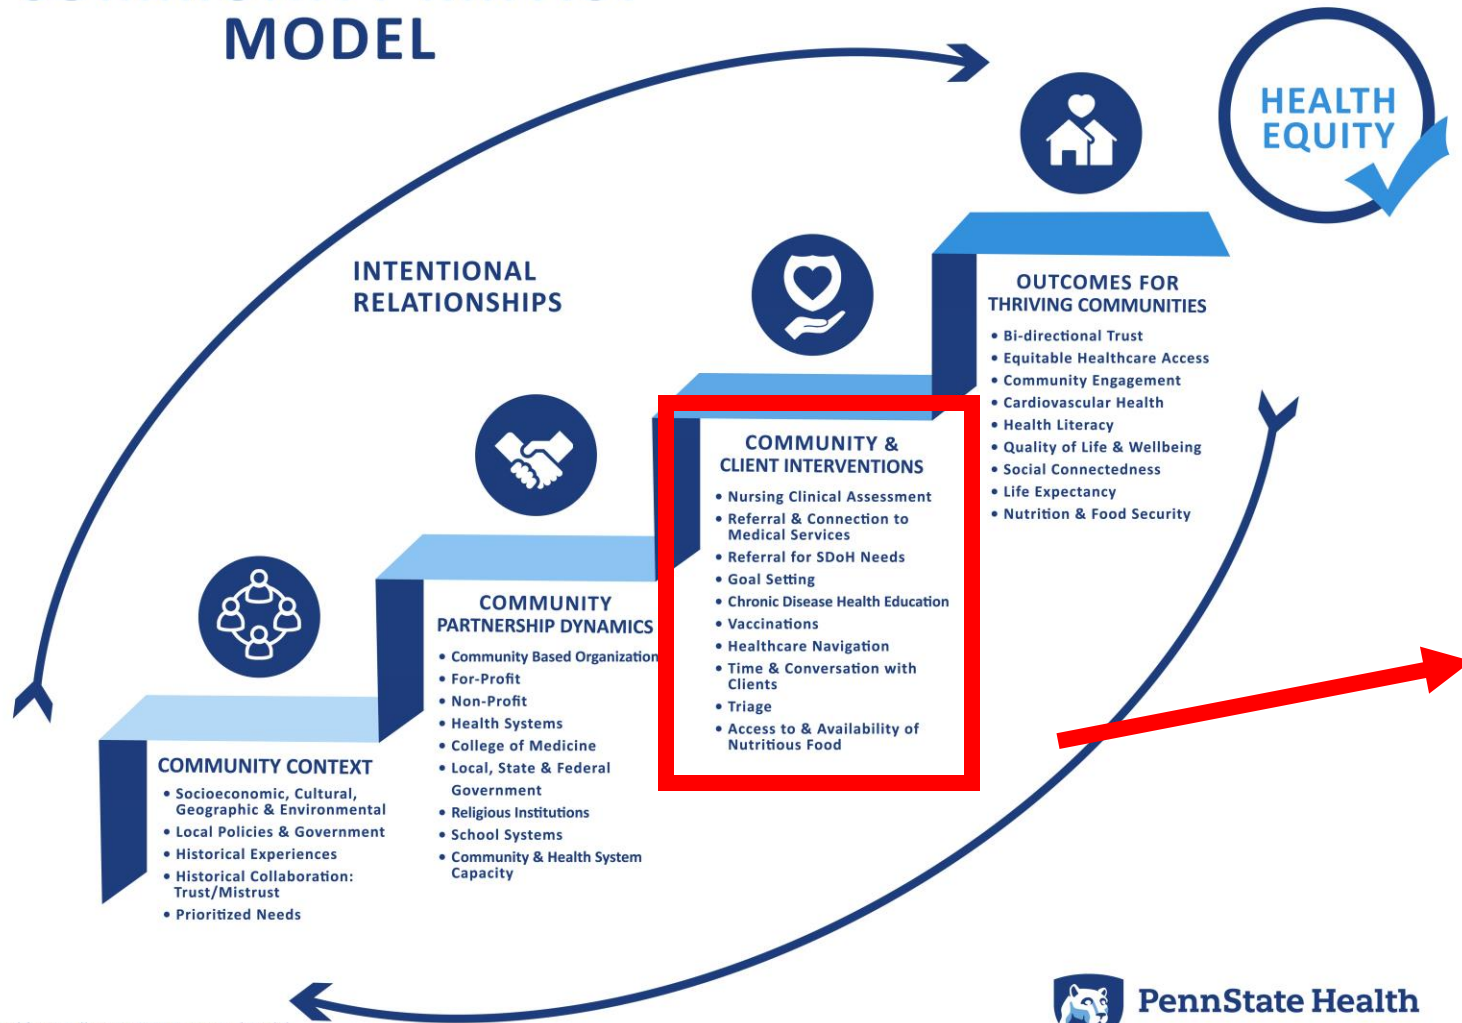 MODEL
HEALTH
EQUITY
INTENTIONAL
RELATIONSHIPS
OUTCOMES FOR
THRIVING COMMUNITIES
• Bi-directional Trust
• Equitable Healthcare Access
• Community Engagement
• Cardiovascular Health
• Health Literacy
• Quality of Life & Wellbeing
• Social Connectedness
• Life Expectancy
• Nutrition & Food Security
COMMUNITY &
CLIENT INTERVENTIONS
• Nursing Clinical Assessment
• Referral & Connection to
Medical Services
• Referral for SDoH Needs
• Goal Setting
• Chronic Disease Health Education
• Vaccinations
• Healthcare Navigation
• Time & Conversation with
Clients
• Triage
• Access to & Availability of
Nutritious Food
COMMUNITY
PARTNERSHIP DYNAMICS
• Community Based Organization
• For-Profit
• Non-Profit
• Health Systems
• College of Medicine
• Local, State & Federal
Government
• Religious Institutions
• School Systems
• Community & Health System
Capacity
COMMUNITY CONTEXT
• Socioeconomic, Cultural,
Geographic & Environmental
• Local Policies & Government
• Historical Experiences
• Historical Collaboration:
Trust/Mistrust
• Prioritized Needs
PennState Health